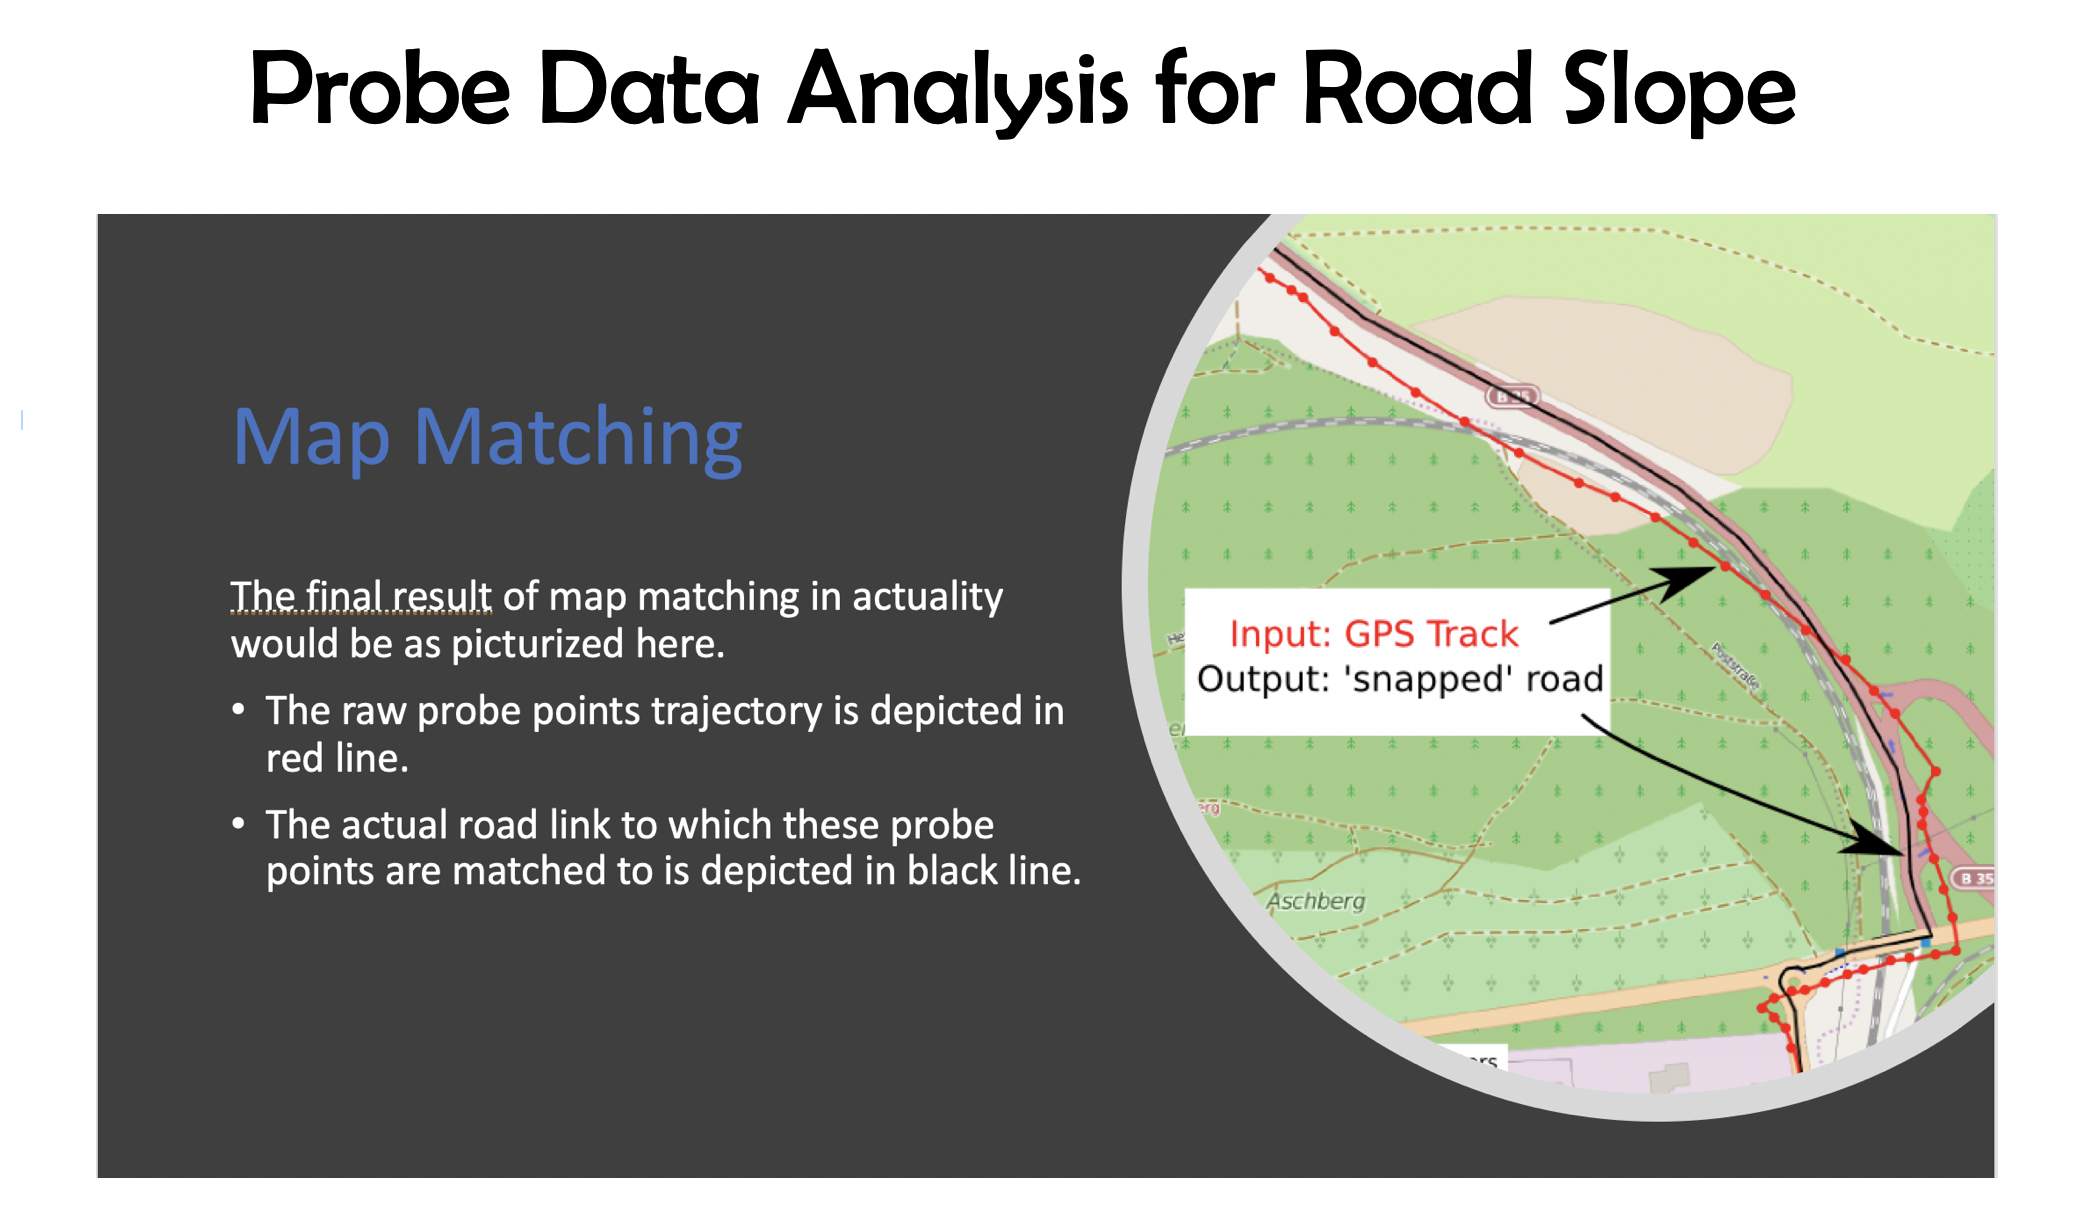 Probe Data Analysis for Road Slope
Map Matching
The final result of map matching in actuality
would be as picturized here.
• The raw probe points trajectory is depicted in
red line.
• The actual road link to which these probe
points are matched to is depicted in black line.
B 35
Input: GPS Track
Output: 'snapped' road
Poststraße
B 35
Aschberg